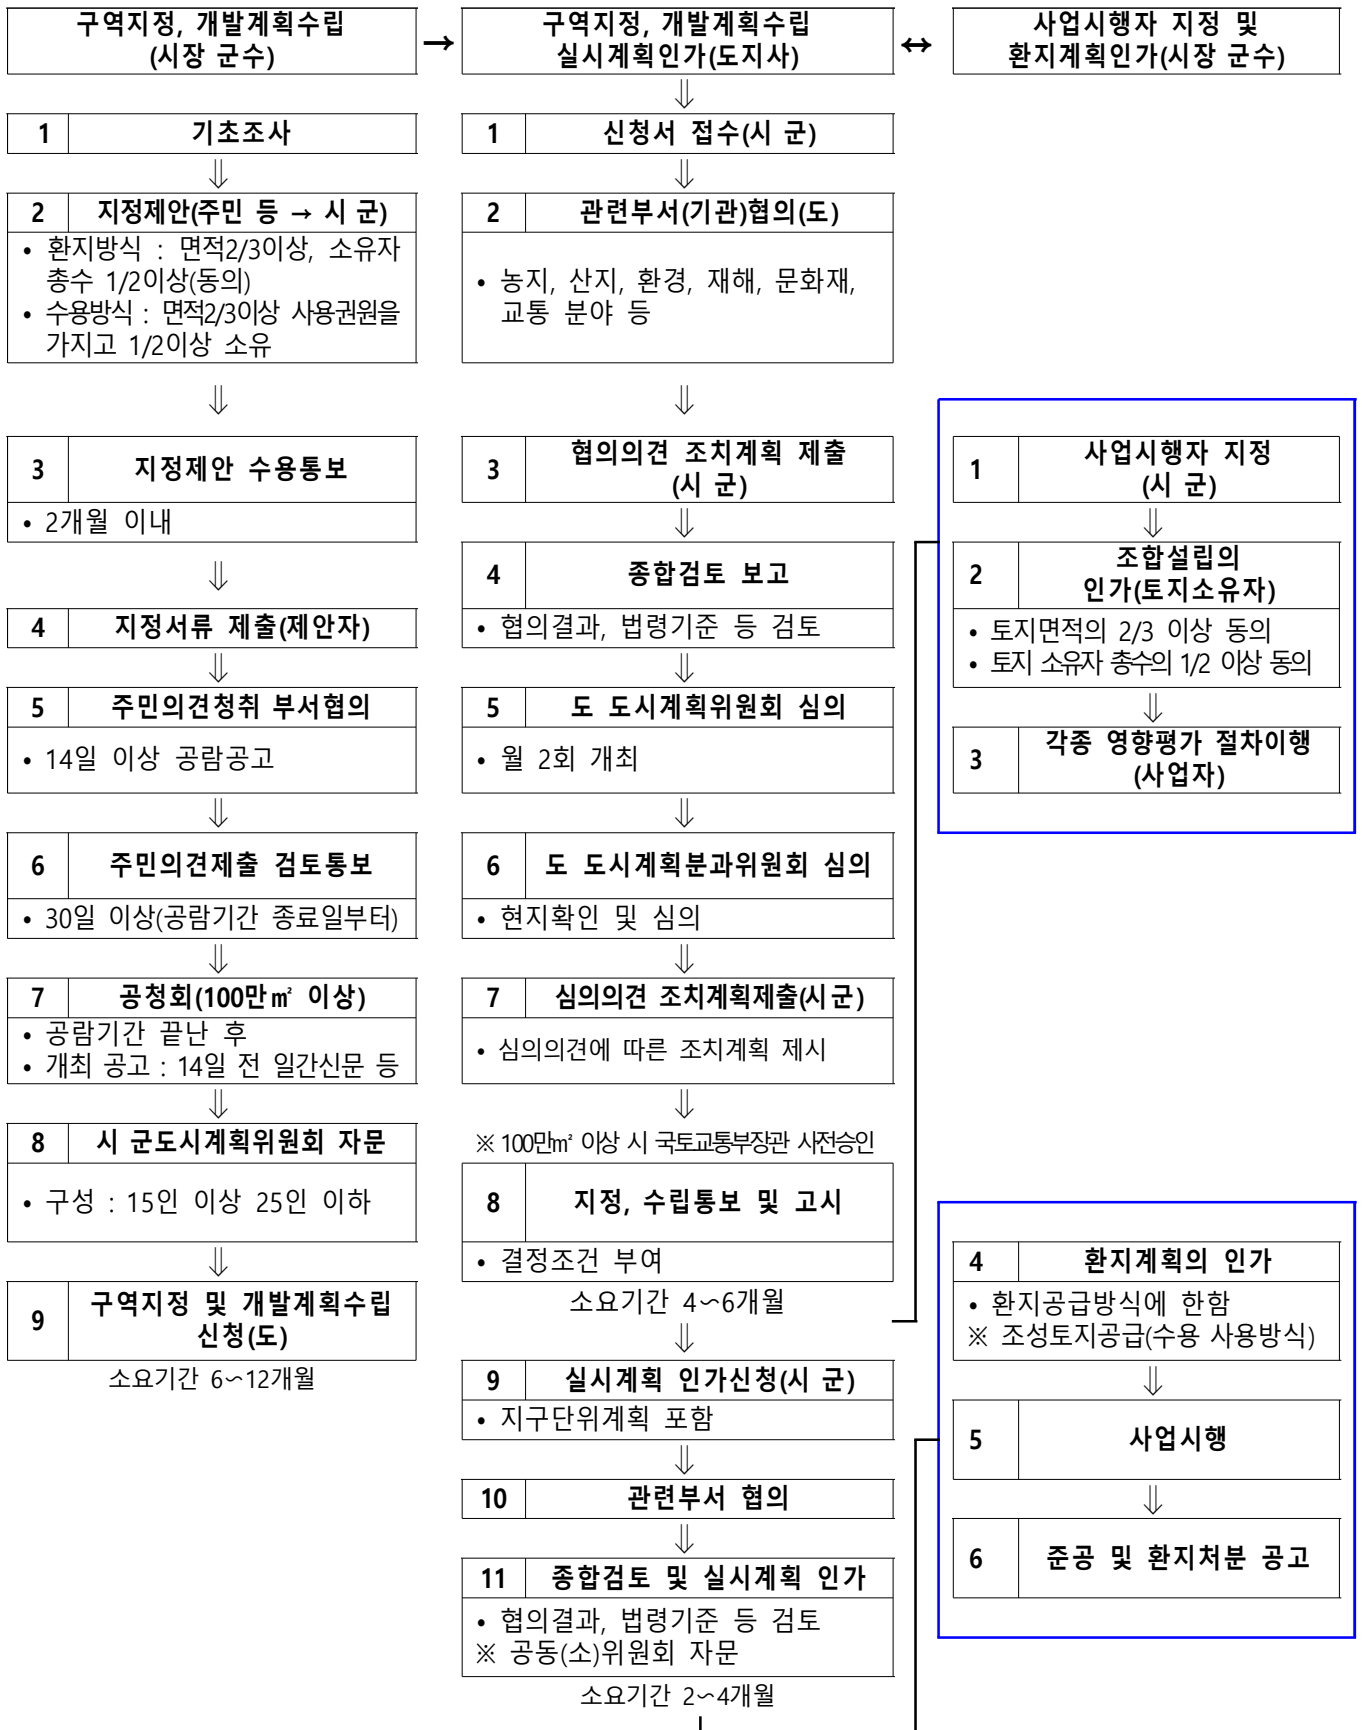 구역지정, 개발계획수립
(시장 군수)
→
구역지정, 개발계획수립
실시계획인가(도지사)
↔
사업시행자 지정 및
환지계획인가(시장 군수)
⇓
1 기초조사
⇓
2 지정제안(주민 등 → 시 군)
• 환지방식 : 면적2/3이상, 소유자
총수 1/2이상(동의)
• 수용방식 : 면적2/3이상 사용권원을
가지고 1/2이상 소유
⇓
3 지정제안 수용통보
• 2개월 이내
⇓
4 지정서류 제출(제안자)
⇓
5 주민의견청취 부서협의
• 14일 이상 공람공고
⇓
6 주민의견제출 검토통보
• 30일 이상(공람기간 종료일부터)
⇓
7 공청회(100만㎡ 이상)
• 공람기간 끝난 후
• 개최 공고 : 14일 전 일간신문 등
⇓
8 시 군도시계획위원회 자문
• 구성 : 15인 이상 25인 이하
⇓
9 구역지정 및 개발계획수립
신청(도)
소요기간 6∽12개월
1 신청서 접수(시 군)
⇓
2 관련부서(기관)협의(도)
• 농지, 산지, 환경, 재해, 문화재,
교통 분야 등
⇓
3 협의의견 조치계획 제출
(시 군)
⇓
4 종합검토 보고
• 협의결과, 법령기준 등 검토
⇓
5 도 도시계획위원회 심의
• 월 2회 개최
⇓
6 도 도시계획분과위원회 심의
• 현지확인 및 심의
⇓
7 심의의견 조치계획제출(시군)
• 심의의견에 따른 조치계획 제시
⇓
※ 100만㎡ 이상 시 국토교통부장관 사전승인
8 지정, 수립통보 및 고시
• 결정조건 부여
소요기간 4∽6개월
⇓
9 실시계획 인가신청(시 군)
• 지구단위계획 포함
⇓
10 관련부서 협의
⇓
11 종합검토 및 실시계획 인가
• 협의결과, 법령기준 등 검토
※ 공동(소)위원회 자문
소요기간 2∽4개월
1 사업시행자 지정
(시 군)
⇓
2 조합설립의
인가(토지소유자)
• 토지면적의 2/3 이상 동의
• 토지 소유자 총수의 1/2 이상 동의
⇓
3 각종 영향평가 절차이행
(사업자)
4 환지계획의 인가
• 환지공급방식에 한함
※ 조성토지공급(수용 사용방식)
⇓
5 사업시행
⇓
6 준공 및 환지처분 공고